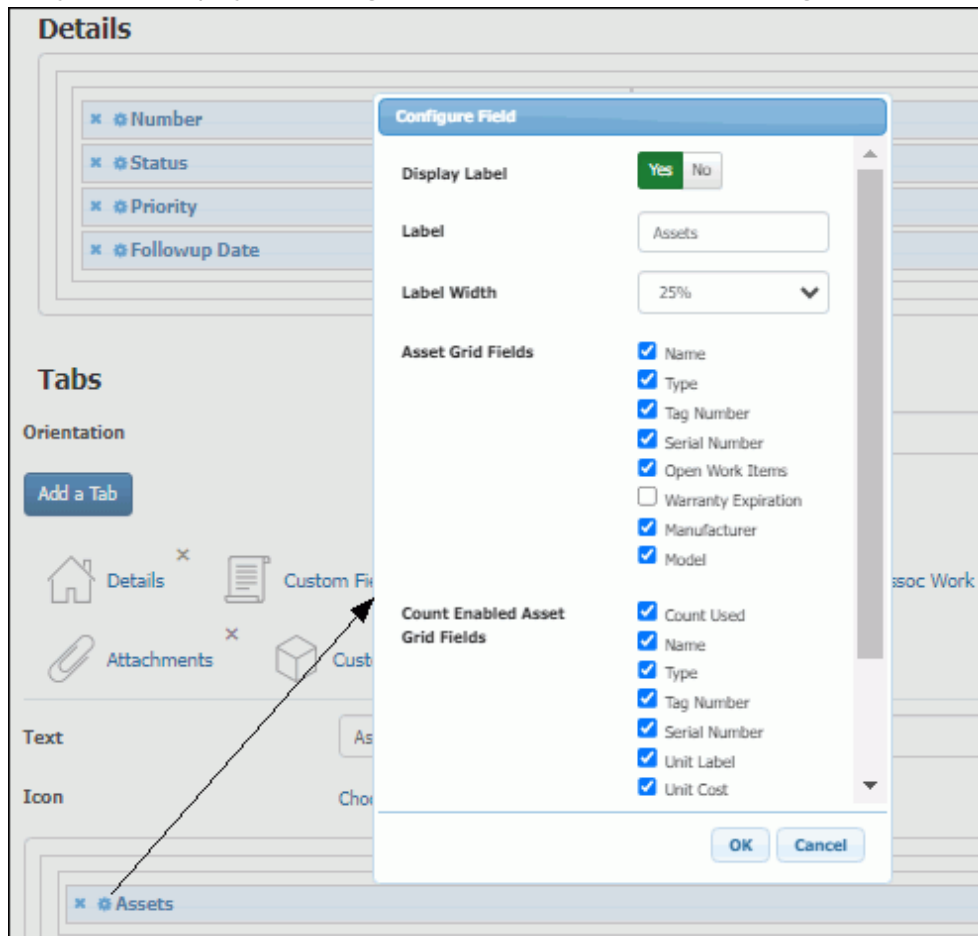 Details
Number
Status
Priority
Followup Date
Tabs
Orientation
Add a Tab
Details
Custom Fie
ssoc Work
Attachments
Cust
Text
As
Icon
Choo
Assets
Configure Field
Display Label
Yes No
Label
Assets
Label Width
25%
Asset Grid Fields
Name
Type
Tag Number
Serial Number
Open Work Items
Warranty Expiration
Manufacturer
Model
Count Enabled Asset
Grid Fields
Count Used
Name
Type
Tag Number
Serial Number
Unit Label
Unit Cost
OK Cancel